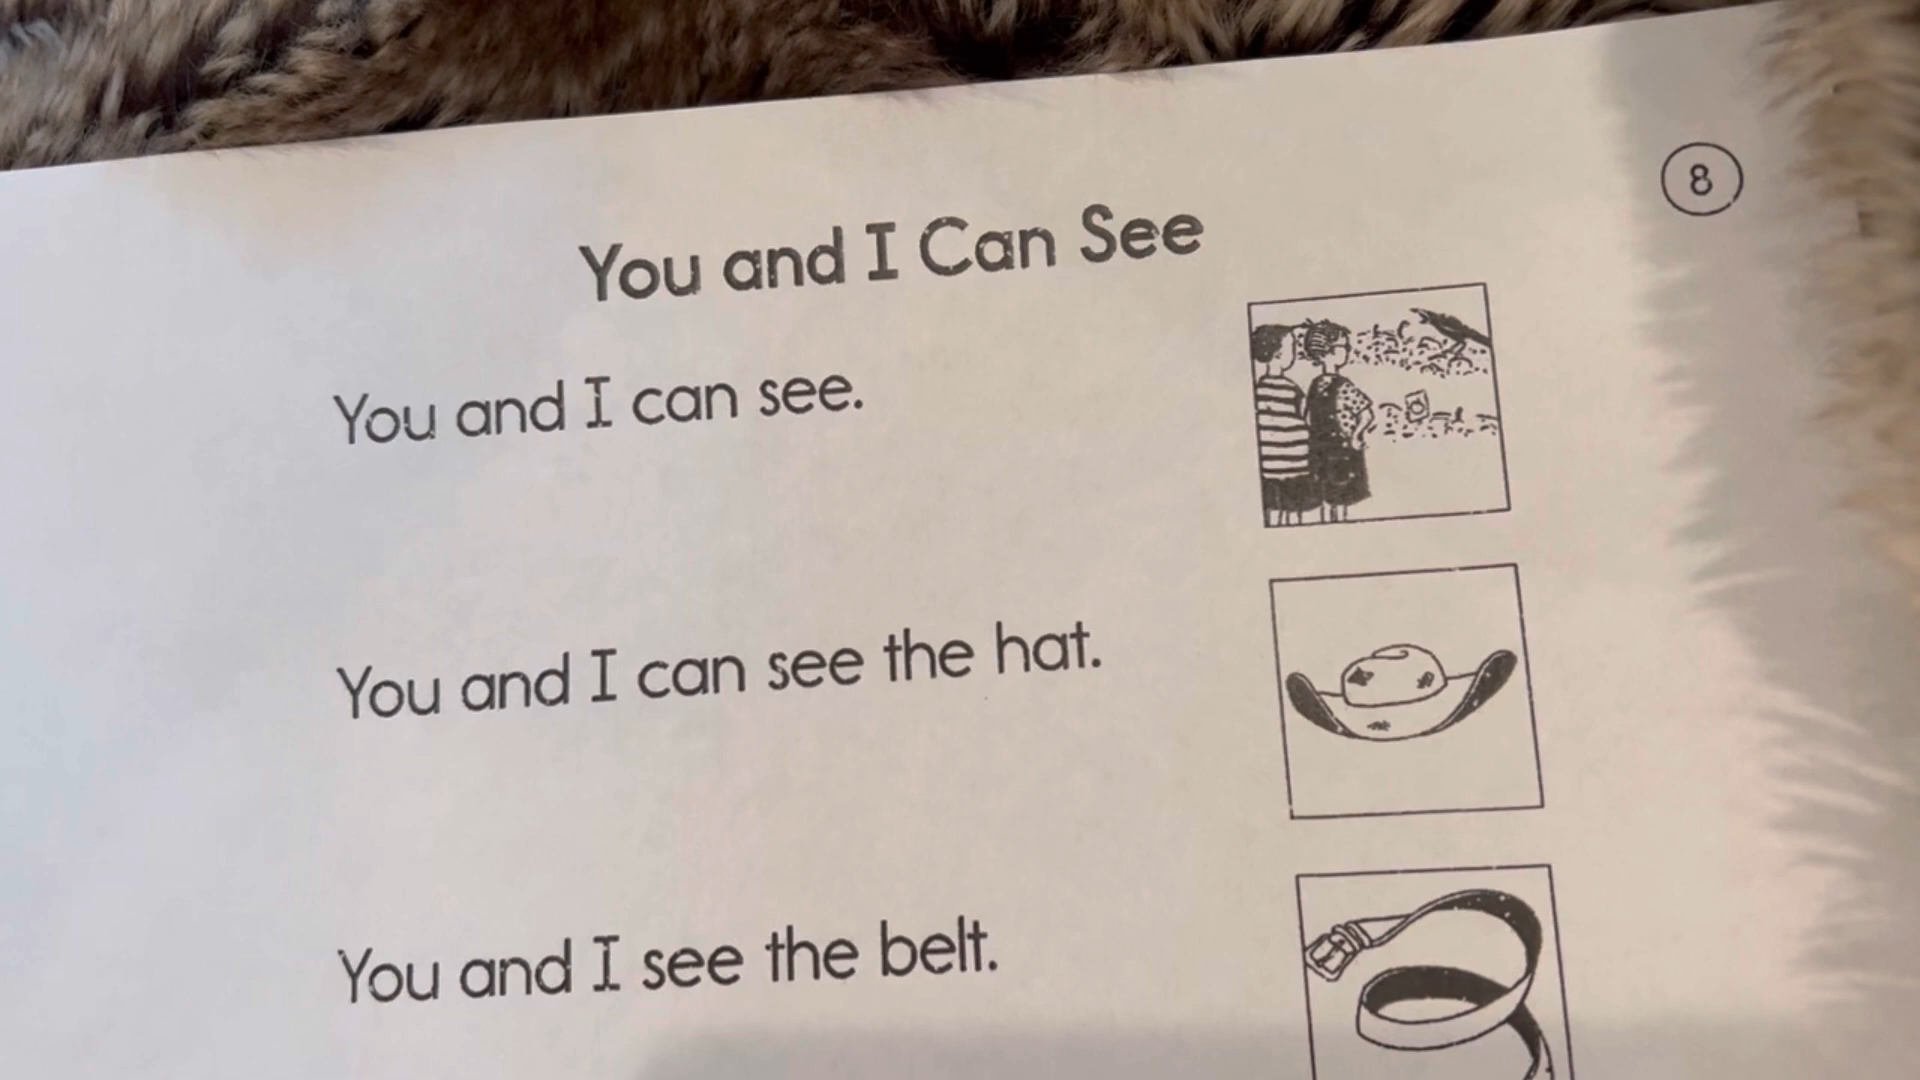 8
You and I Can See
You and I can see.
You and I can see the hat.
You and I see the belt.